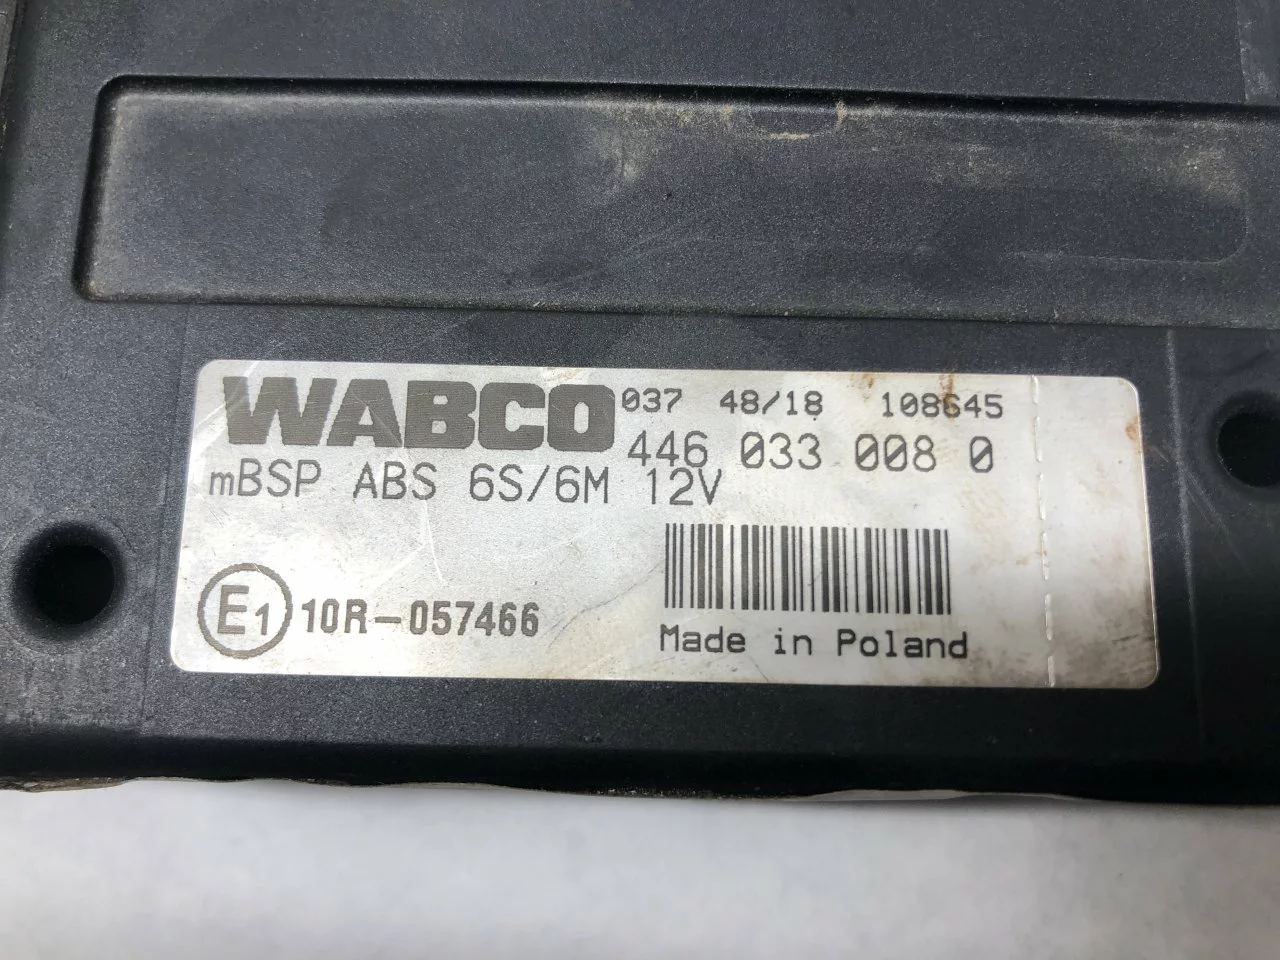 WABCO 037 48/18 108645
446 033 008 0
mBSP ABS 6S/6M 12V
E1 10R-057466
Made in Poland